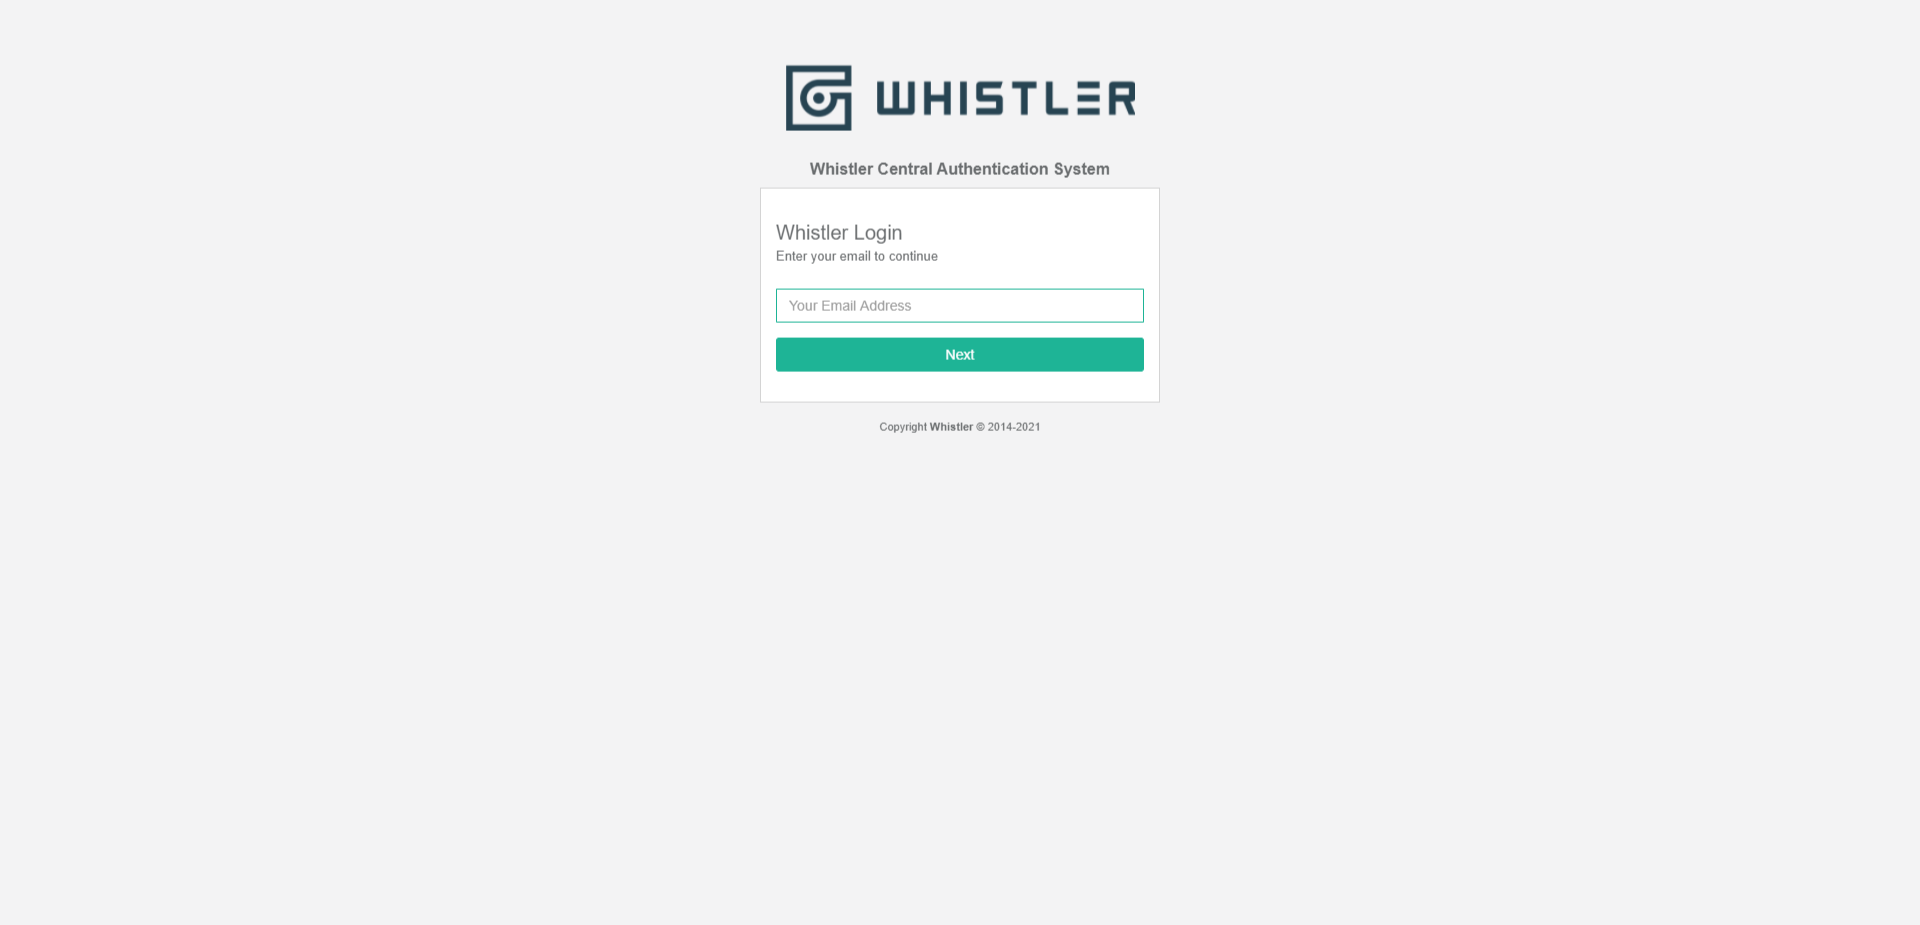 WHISTLER
Whistler Central Authentication System
Whistler Login
Enter your email to continue
Your Email Address
Next
Copyright Whistler © 2014-2021